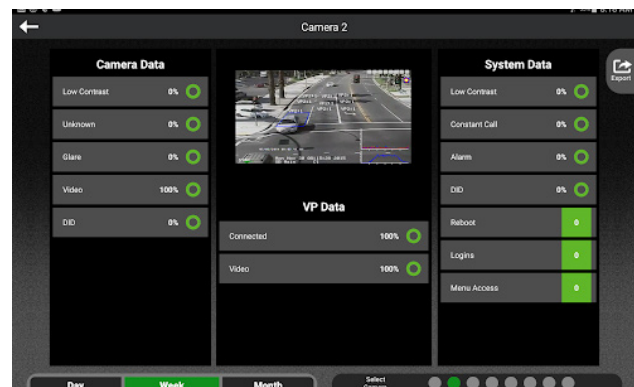 Camera 2
Export
Camera Data
Low Contrast 0%
Unknown 0%
Glare 0%
Video 100%
DID 0%
VP Data
Connected 100%
Video 100%
System Data
Low Contrast 0%
Constant Call 0%
Alarm 0%
DID 0%
Reboot 0
Logins 0
Menu Access 0
Day Week Month
Select
Camera